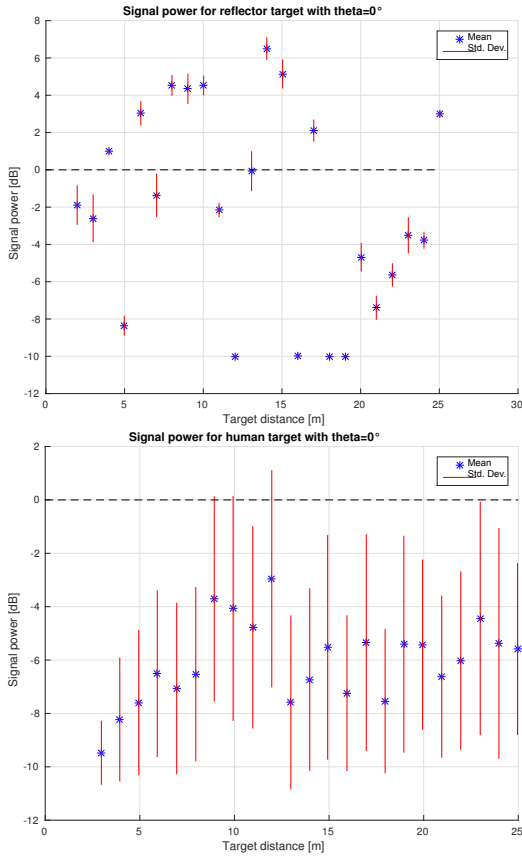 Signal power for reflector target with theta=0°
8
6
4
2
0
-2
-4
-6
-8
-10
-12
Signal power [dB]
Mean
Std. Dev.
0 5 10 15 20 25 30
Target distance [m]
Signal power for human target with theta=0°
2
0
-2
-4
-6
-8
-10
-12
Signal power [dB]
Mean
Std. Dev.
0 5 10 15 20 25
Target distance [m]